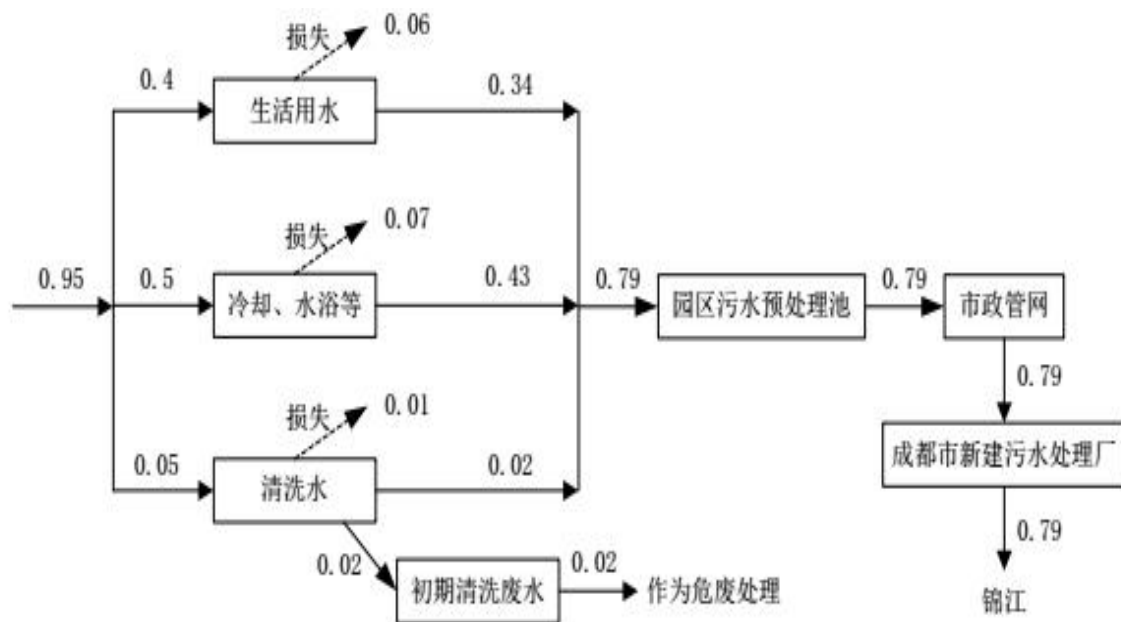 损失
0.06
0.4
生活用水
0.34
损失
0.07
0.95
0.5
冷却、水浴等
0.43
0.79
园区污水预处理池
0.79
市政管网
0.79
损失
0.01
0.05
清洗水
0.02
成都市新建污水处理厂
0.79
0.02
初期清洗废水
0.02
作为危废处理
锦江